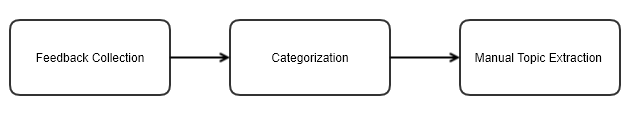 Feedback Collection
Categorization
Manual Topic Extraction